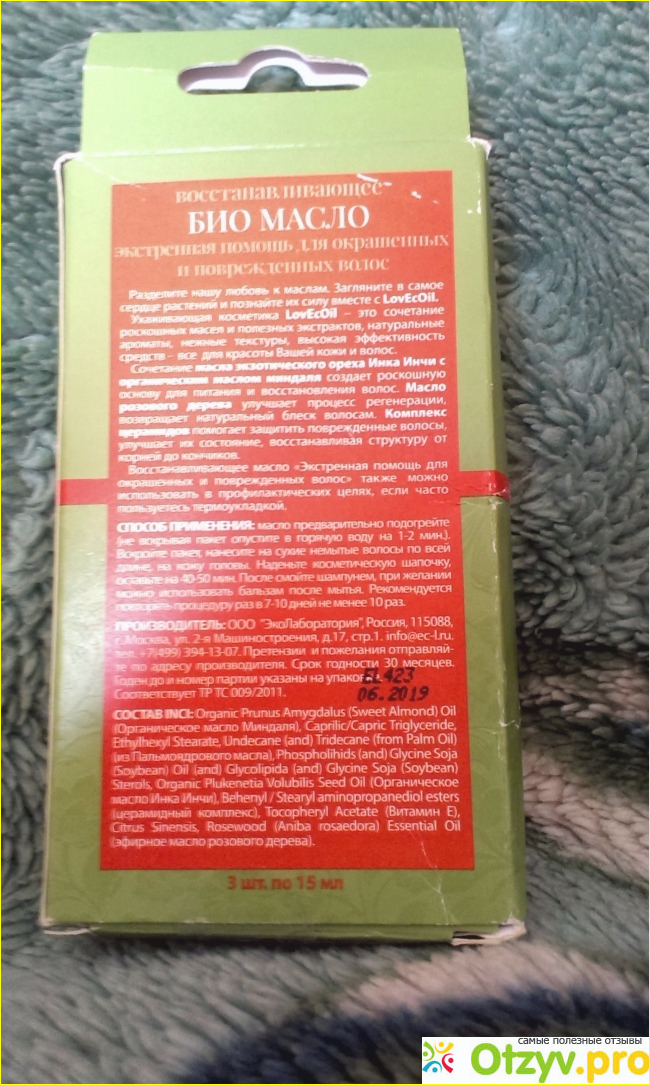 восстанавливающее
БИО МАСЛО
экстренная помощь для окрашенных
и поврежденных волос
Разделите нашу любовь к маслам. Загляните в самое
сердце растений и познайте их силу вместе с LovEcOil.
Ухаживающая косметика LovEcOil – это сочетание
роскошных масел и полезных экстрактов, натуральные
ароматы, нежные текстуры, высокая эффективность
средств – все для красоты Вашей кожи и волос.
Сочетание масла экзотического ореха Инка Инчи с
органическим маслом миндаля создает роскошную
основу для питания и восстановления волос. Масло
розового дерева улучшает процесс регенерации,
возвращает натуральный блеск волосам. Комплекс
церамидов помогает защитить поврежденные волосы,
улучшает их состояние, восстанавливая структуру от
корней до кончиков.
Восстанавливающее масло «Экстренная помощь для
окрашенных и поврежденных волос» также можно
использовать в профилактических целях, если часто
пользуетесь термоукладкой.
СПОСОБ ПРИМЕНЕНИЯ: масло предварительно подогрейте
(не вскрывая пакет опустите в горячую воду на 1-2 мин.).
Вскройте пакет, нанесите на сухие немытые волосы по всей
длине, на кожу головы. Наденьте косметическую шапочку,
оставьте на 40-50 мин. После смойте шампунем, при желании
можно использовать бальзам после мытья. Рекомендуется
повторять процедуру раз в 7-10 дней не менее 10 раз.
ПРОИЗВОДИТЕЛЬ: ООО "ЭкоЛаборатория", Россия, 115088,
г. Москва, ул. 2-я Машиностроения, д.17, стр.1. info@ec-l.ru.
тел. +7(499) 394-13-07. Претензии и пожелания отправляй-
те по адресу производителя. Срок годности 30 месяцев.
Годен до и номер партии указаны на упаковке.
EL423
Соответствует ТР ТС 009/2011.
06.2019
СОСТАВ INCI: Organic Prunus Amygdalus (Sweet Almond) Oil
(Органическое масло Миндаля), Caprilic/Capric Triglyceride,
Ethylhexyl Stearate, Undecane (and) Tridecane (from Palm Oil)
(из Пальмоядрового масла), Phospholihids (and) Glycine Soja
(Soybean) Oil (and) Glycolipida (and) Glycine Soja (Soybean)
Sterols, Organic Plukenetia Volubilis Seed Oil (Органическое
масло Инка Инчи), Behenyl / Stearyl aminopropanediol esters
(церамидный комплекс), Tocopheryl Acetate (Витамин Е),
Citrus Sinensis, Rosewood (Aniba rosaedora) Essential Oil
(эфирное масло розового дерева).
3 шт. по 15 мл
самые полезные отзывы
Otzyv.pro